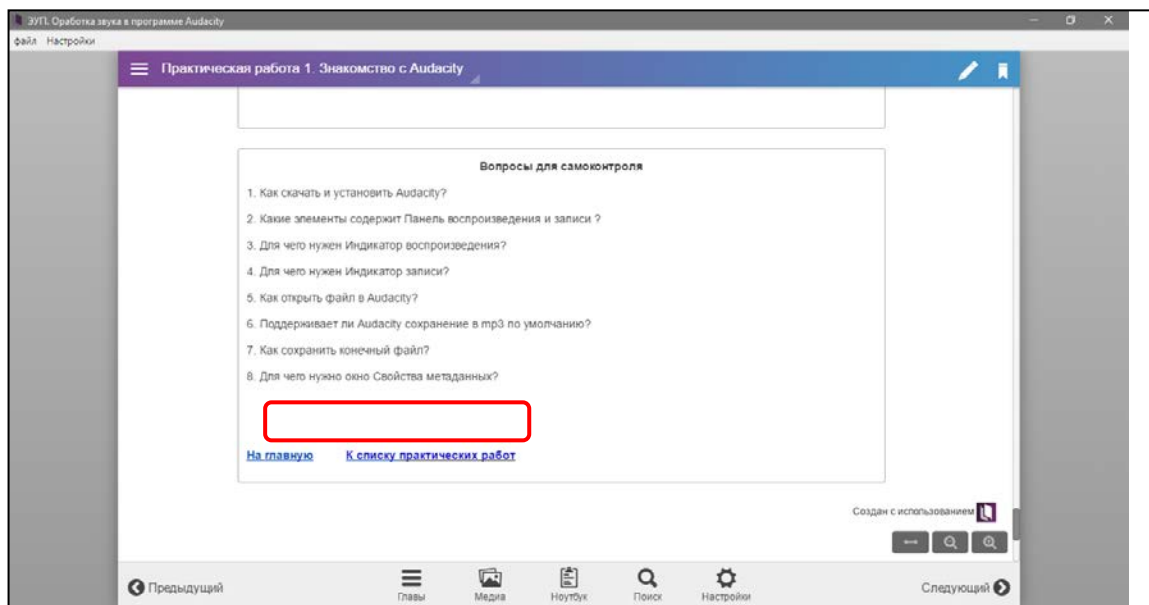 ЭУП. Оработка звука в программе Audacity
файл Настройки
Практическая работа 1. Знакомство с Audacity
Вопросы для самоконтроля
1. Как скачать и установить Audacity?
2. Какие элементы содержит Панель воспроизведения и записи ?
3. Для чего нужен Индикатор воспроизведения?
4. Для чего нужен Индикатор записи?
5. Как открыть файл в Audacity?
6. Поддерживает ли Audacity сохранение в mp3 по умолчанию?
7. Как сохранить конечный файл?
8. Для чего нужно окно Свойства метаданных?
На главную К списку практических работ
Создан с использованием
Предыдущий Главы Медиа Ноутбук Поиск Настройки Следующий